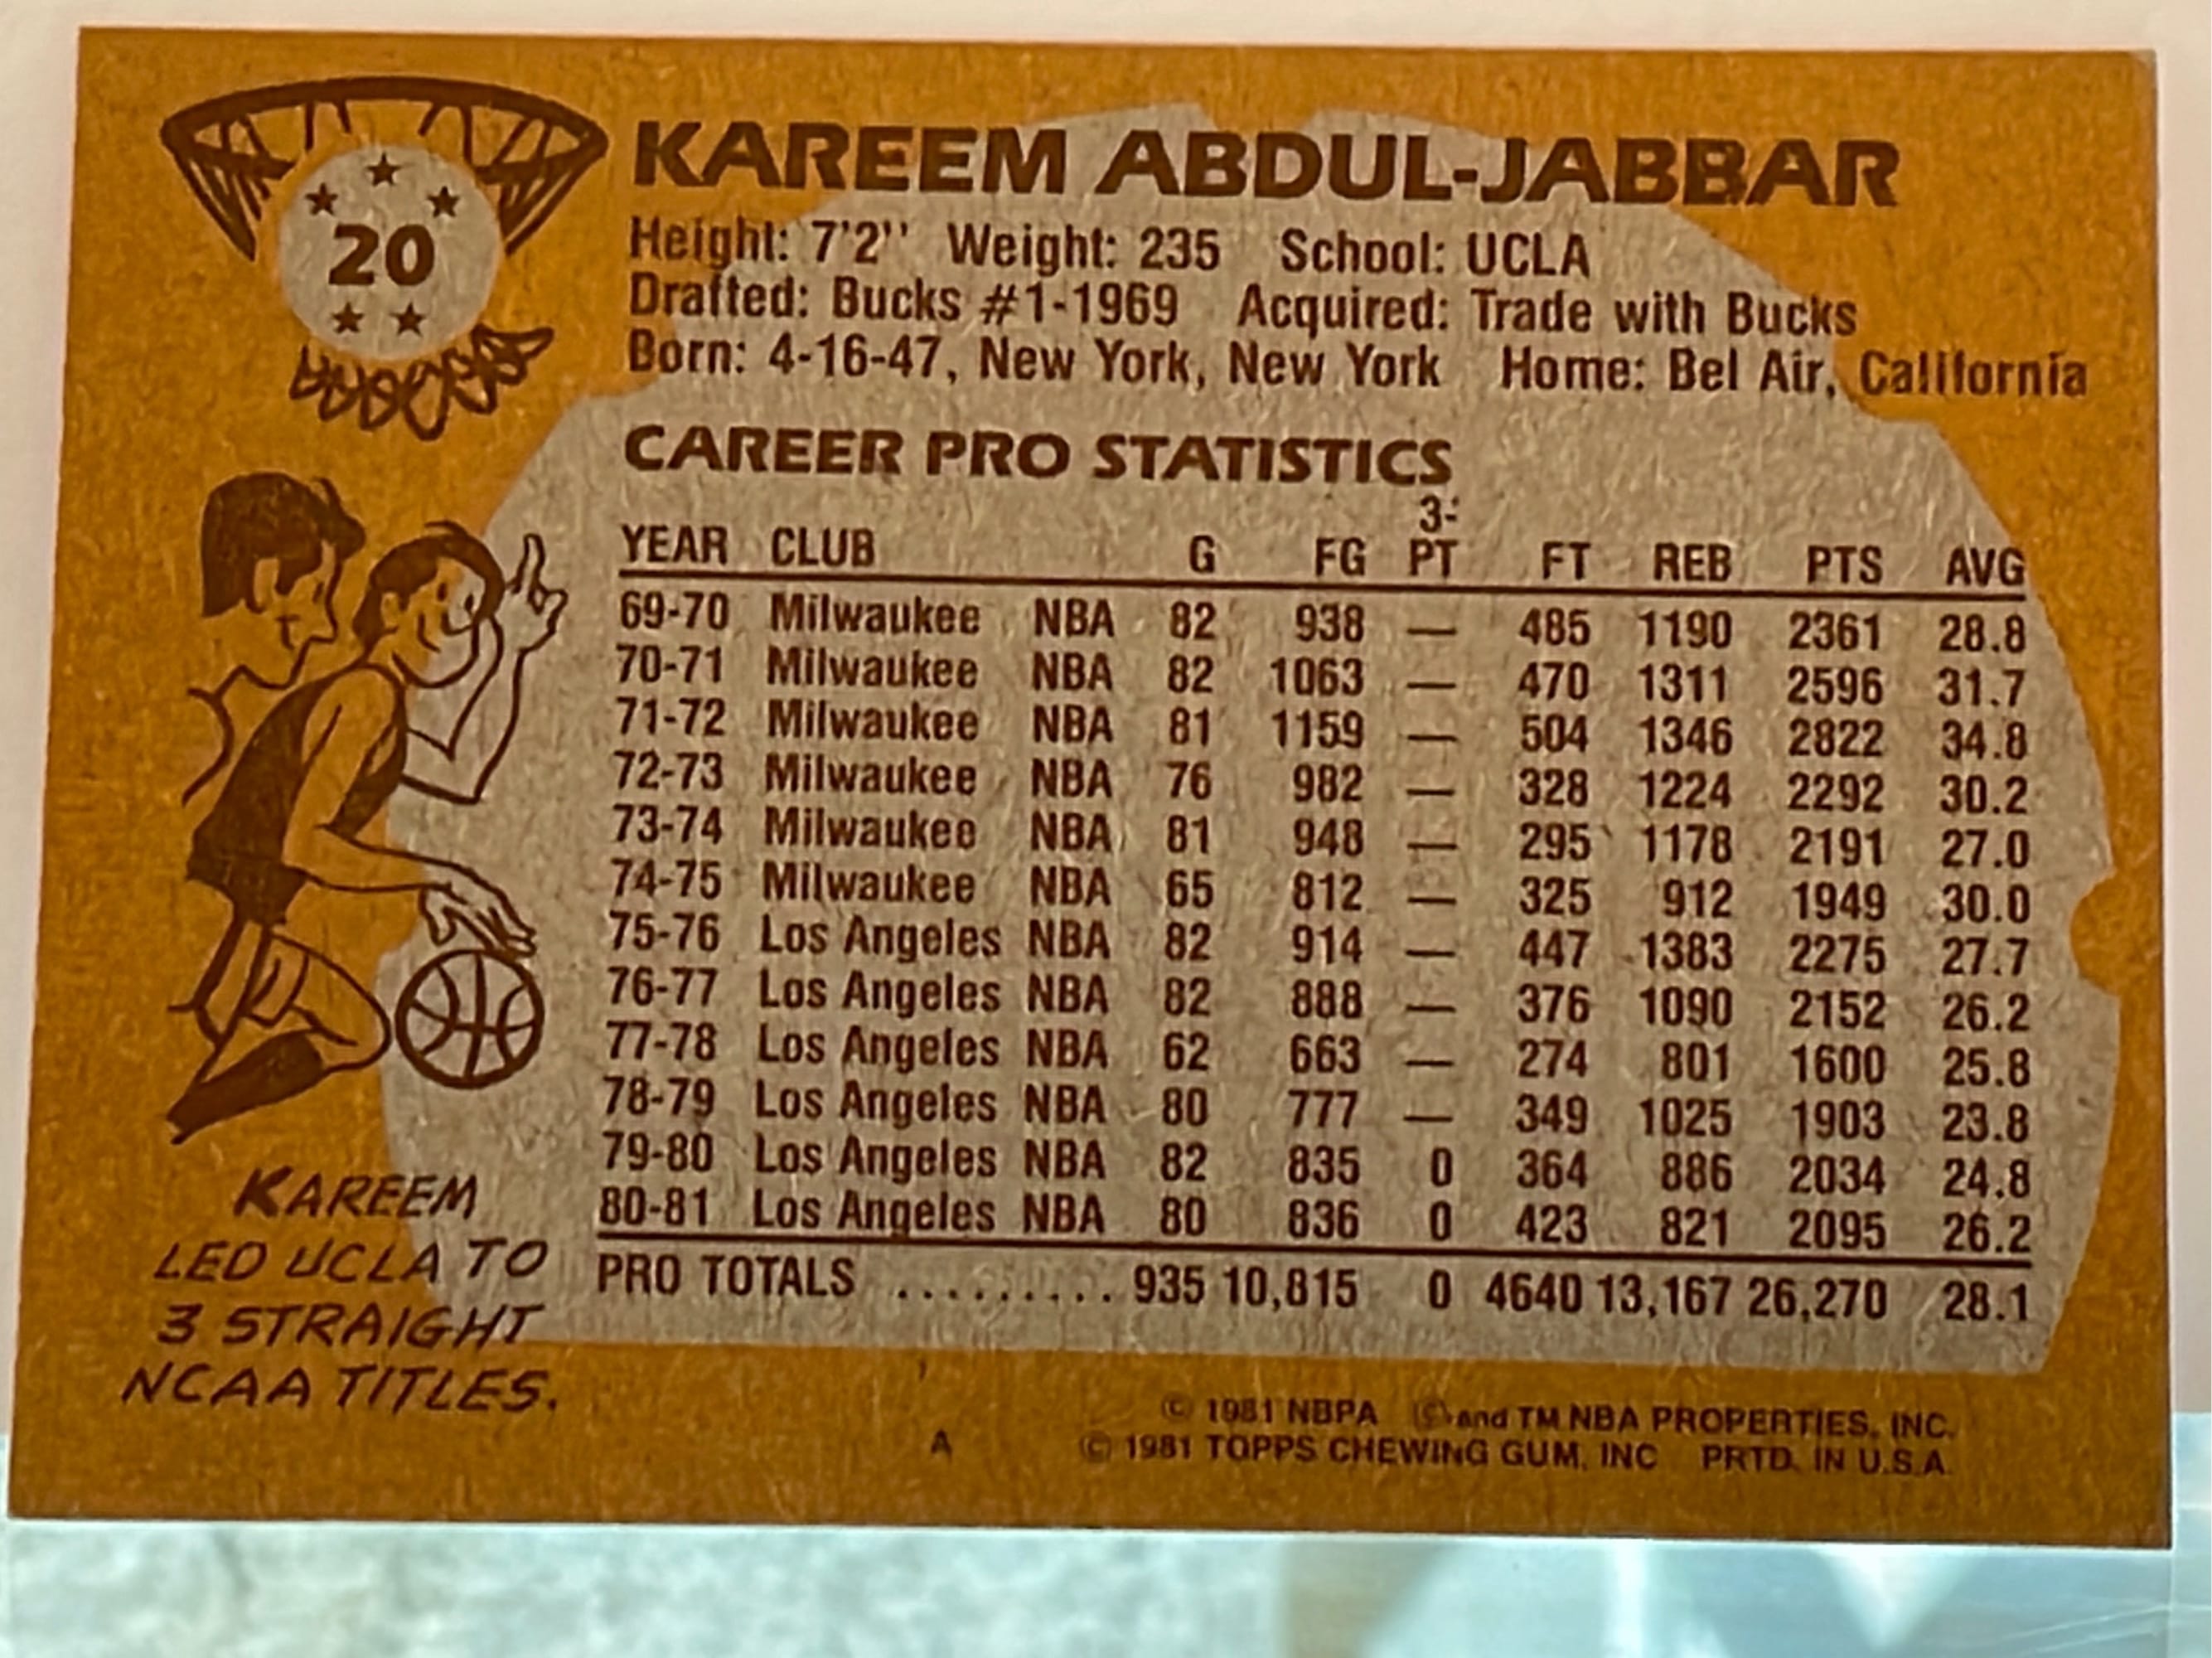 20
KAREEM ABDUL-JABBAR
Height: 7'2'' Weight: 235 School: UCLA
Drafted: Bucks #1-1969 Acquired: Trade with Bucks
Born: 4-16-47, New York, New York Home: Bel Air, California
CAREER PRO STATISTICS
3-
YEAR CLUB G FG PT FT REB PTS AVG
69-70 Milwaukee NBA 82 938 — 485 1190 2361 28.8
70-71 Milwaukee NBA 82 1063 — 470 1311 2596 31.7
71-72 Milwaukee NBA 81 1159 — 504 1346 2822 34.8
72-73 Milwaukee NBA 76 982 — 328 1224 2292 30.2
73-74 Milwaukee NBA 81 948 — 295 1178 2191 27.0
74-75 Milwaukee NBA 65 812 — 325 912 1949 30.0
75-76 Los Angeles NBA 82 914 — 447 1383 2275 27.7
76-77 Los Angeles NBA 82 888 — 376 1090 2152 26.2
77-78 Los Angeles NBA 62 663 — 274 801 1600 25.8
78-79 Los Angeles NBA 80 777 — 349 1025 1903 23.8
79-80 Los Angeles NBA 82 835 0 364 886 2034 24.8
80-81 Los Angeles NBA 80 836 0 423 821 2095 26.2
PRO TOTALS .......... 935 10,815 0 4640 13,167 26,270 28.1
KAREEM
LED UCLA TO
3 STRAIGHT
NCAA TITLES.
A
© 1981 NBPA © and TM NBA PROPERTIES, INC.
© 1981 TOPPS CHEWING GUM, INC PRTD. IN U.S.A.